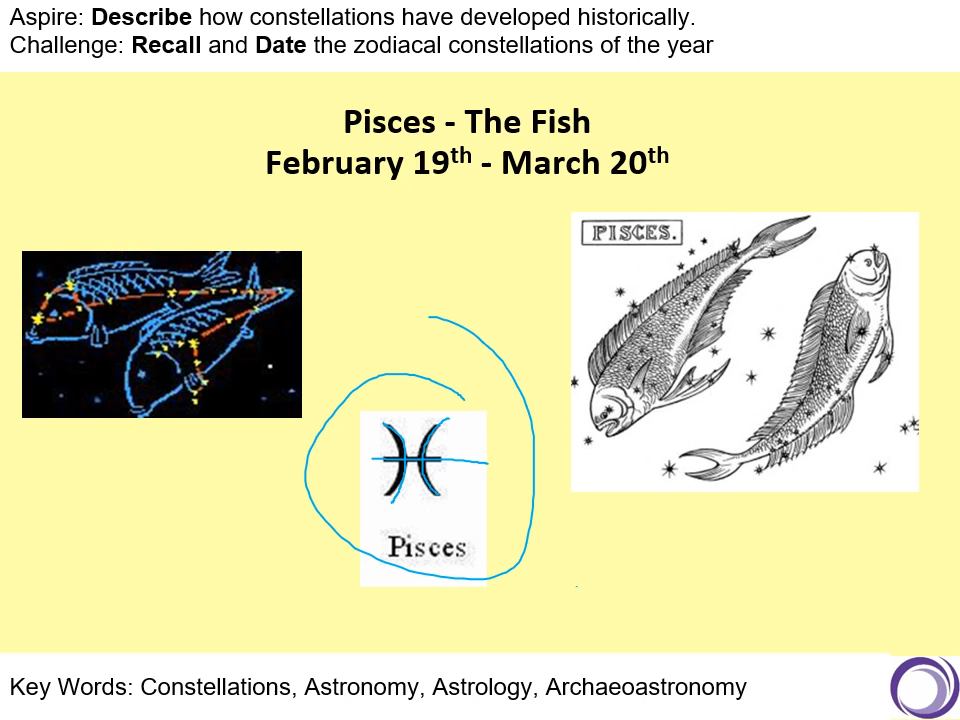 Aspire: Describe how constellations have developed historically.
Challenge: Recall and Date the zodiacal constellations of the year
Pisces - The Fish
February 19th - March 20th
PISCES.
Pisces
Key Words: Constellations, Astronomy, Astrology, Archaeoastronomy